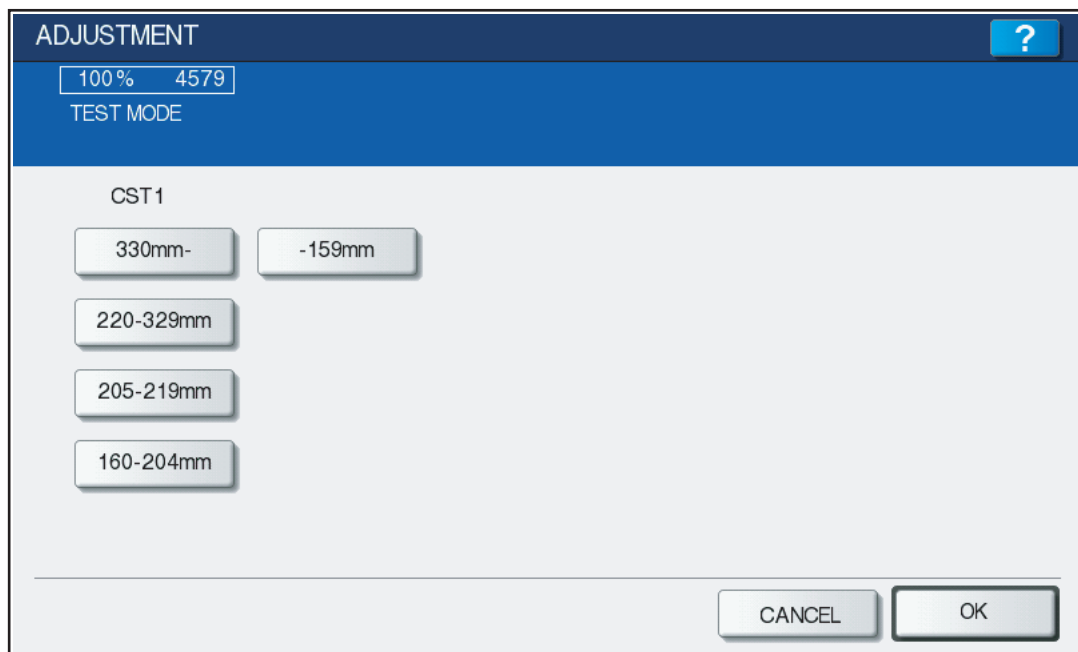 ADJUSTMENT
?
100% 4579
TEST MODE
CST1
330mm- -159mm
220-329mm
205-219mm
160-204mm
CANCEL OK